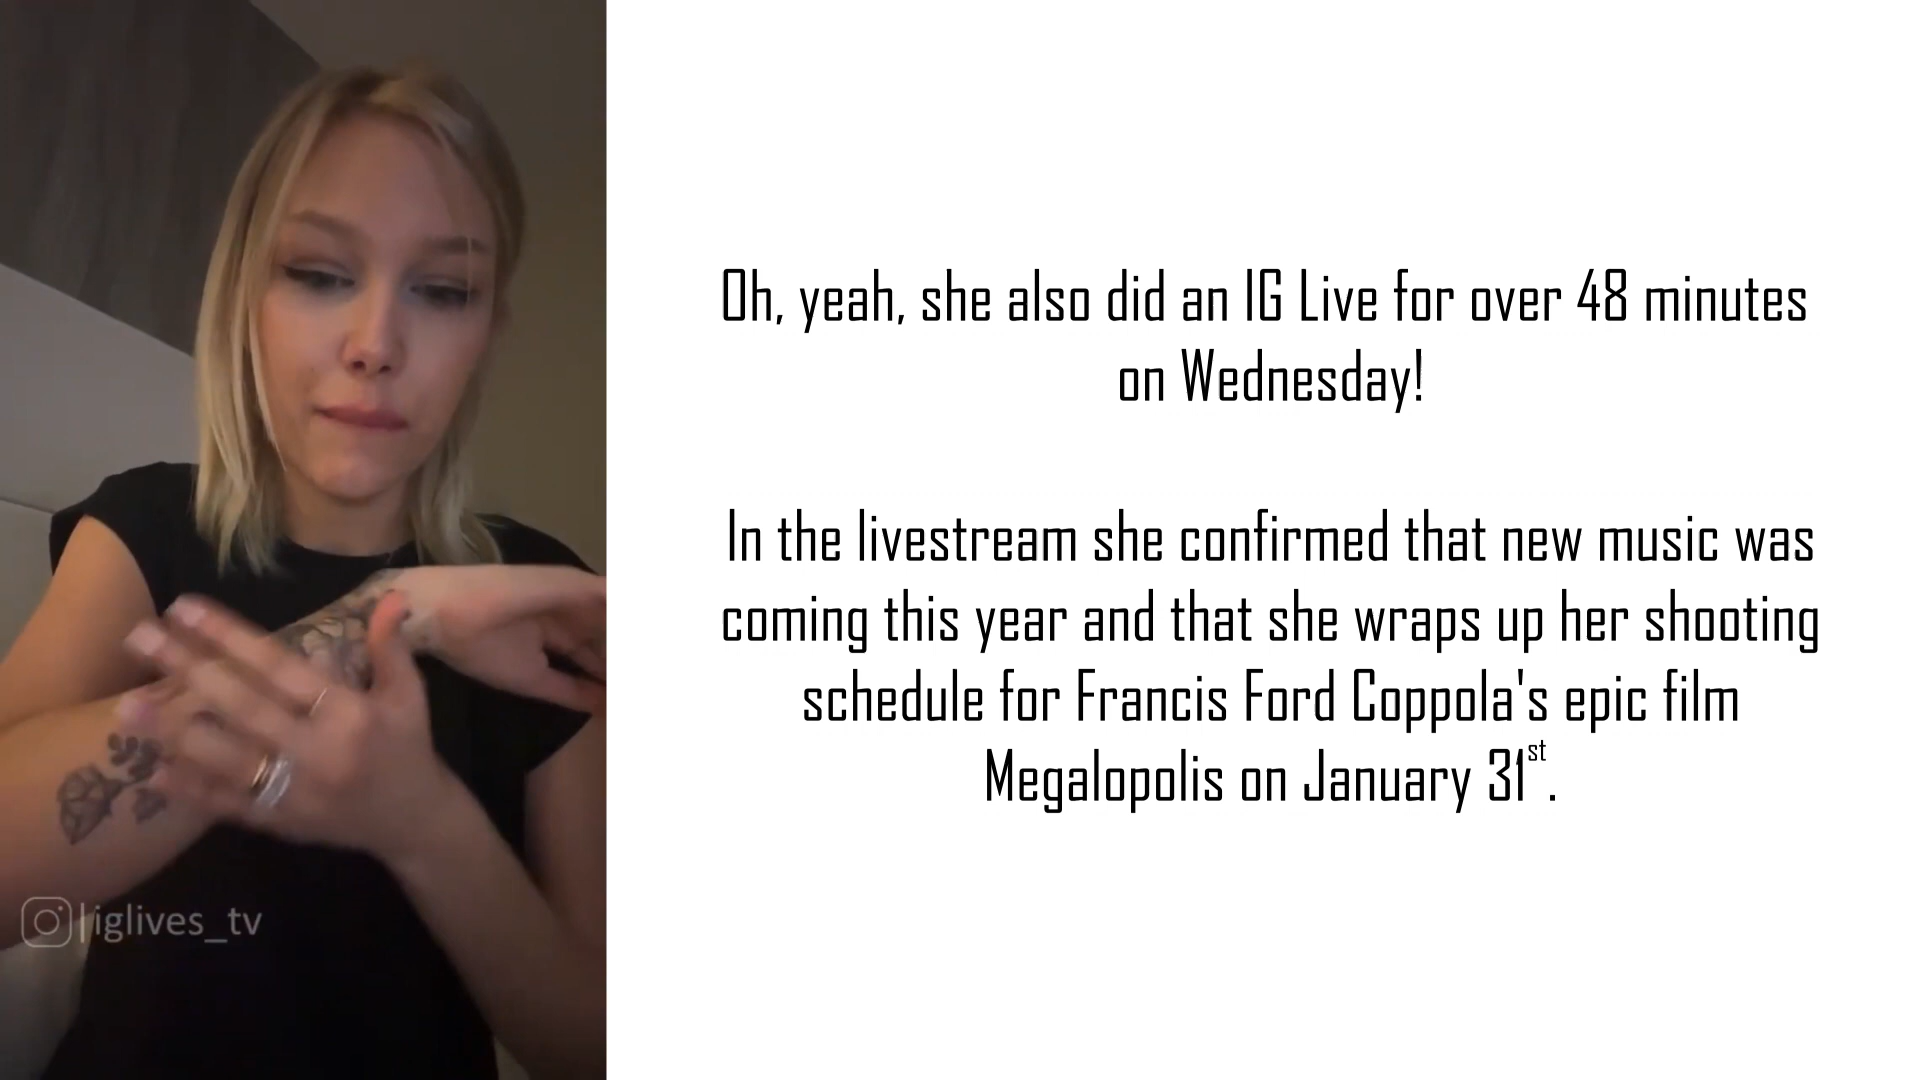 Oh, yeah, she also did an IG Live for over 48 minutes
on Wednesday!
In the livestream she confirmed that new music was
coming this year and that she wraps up her shooting
schedule for Francis Ford Coppola's epic film
Megalopolis on January 31st.
|iglives_tv